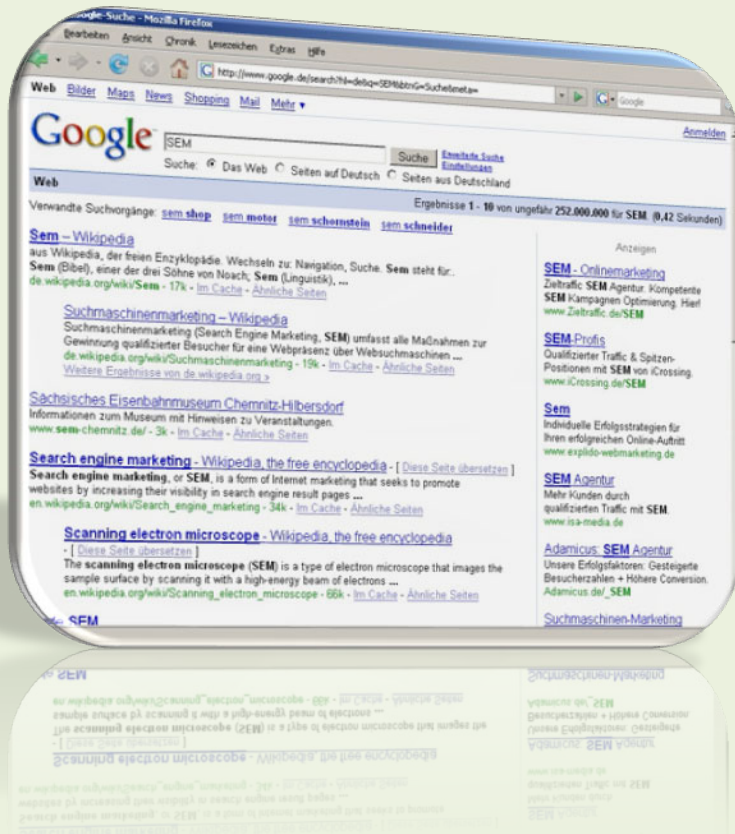 Google-Suche - Mozilla Firefox
Bearbeiten Ansicht Chronik Lesezeichen Extras Hilfe
http://www.google.de/search?hl=de&q=SEM&btnG=Suche&meta=
Google
Web Bilder Maps News Shopping Mail Mehr ▼
Anmelden
Google
SEM
Suche
Erweiterte Suche
Einstellungen
Suche: Das Web Seiten auf Deutsch Seiten aus Deutschland
Web
Ergebnisse 1 - 10 von ungefähr 252.000.000 für SEM. (0,42 Sekunden)
Verwandte Suchvorgänge: sem shop sem motor sem schornstein sem schneider
Sem – Wikipedia
aus Wikipedia, der freien Enzyklopädie. Wechseln zu: Navigation, Suche. Sem steht für:.
Sem (Bibel), einer der drei Söhne von Noach; Sem (Linguistik), ...
de.wikipedia.org/wiki/Sem - 17k - Im Cache - Ähnliche Seiten
Suchmaschinenmarketing – Wikipedia
Suchmaschinenmarketing (Search Engine Marketing, SEM) umfasst alle Maßnahmen zur
Gewinnung qualifizierter Besucher für eine Webpräsenz über Websuchmaschinen ...
de.wikipedia.org/wiki/Suchmaschinenmarketing - 19k - Im Cache - Ähnliche Seiten
Weitere Ergebnisse von de.wikipedia.org »
Sächsisches Eisenbahnmuseum Chemnitz-Hilbersdorf
Informationen zum Museum mit Hinweisen zu Veranstaltungen.
www.sem-chemnitz.de/ - 3k - Im Cache - Ähnliche Seiten
Search engine marketing - Wikipedia, the free encyclopedia - [ Diese Seite übersetzen ]
Search engine marketing, or SEM, is a form of Internet marketing that seeks to promote
websites by increasing their visibility in search engine result pages ...
en.wikipedia.org/wiki/Search_engine_marketing - 34k - Im Cache - Ähnliche Seiten
Scanning electron microscope - Wikipedia, the free encyclopedia
- [ Diese Seite übersetzen ]
The scanning electron microscope (SEM) is a type of electron microscope that images the
sample surface by scanning it with a high-energy beam of electrons ...
en.wikipedia.org/wiki/Scanning_electron_microscope - 66k - Im Cache - Ähnliche Seiten
SEM
Anzeigen
SEM - Onlinemarketing
Zieltraffic SEM Agentur. Kompetente
SEM Kampagnen Optimierung. Hier!
www.Zieltraffic.de/SEM
SEM-Profis
Qualifizierter Traffic & Spitzen-
Positionen mit SEM von iCrossing.
www.iCrossing.de/SEM
Sem
Individuelle Erfolgsstrategien für
Ihren erfolgreichen Online-Auftritt
www.explido-webmarketing.de
SEM Agentur
Mehr Kunden durch
qualifizierten Traffic mit SEM.
www.isa-media.de
Adamicus: SEM Agentur
Unsere Erfolgsfaktoren: Gesteigerte
Besucherzahlen + Höhere Conversion.
Adamicus.de/_SEM
Suchmaschinen-Marketing